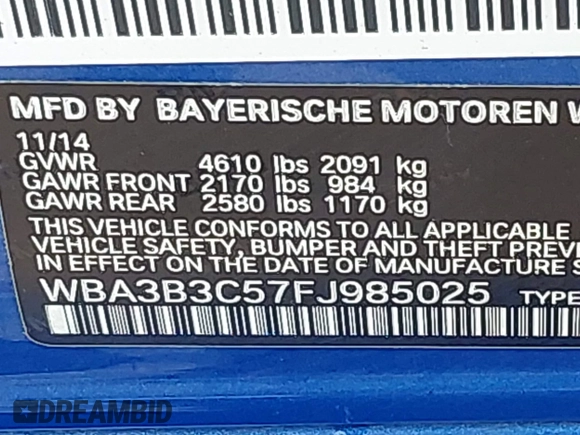 MFD BY BAYERISCHE MOTOREN
11/14
GVWR 4610 lbs 2091 kg
GAWR FRONT 2170 lbs 984 kg
GAWR REAR 2580 lbs 1170 kg
THIS VEHICLE CONFORMS TO ALL APPLICABLE
VEHICLE SAFETY, BUMPER AND THEFT PREV
IN EFFECT ON THE DATE OF MANUFACTURE
WBA3B3C57FJ985025 TYPE
DREAMBID